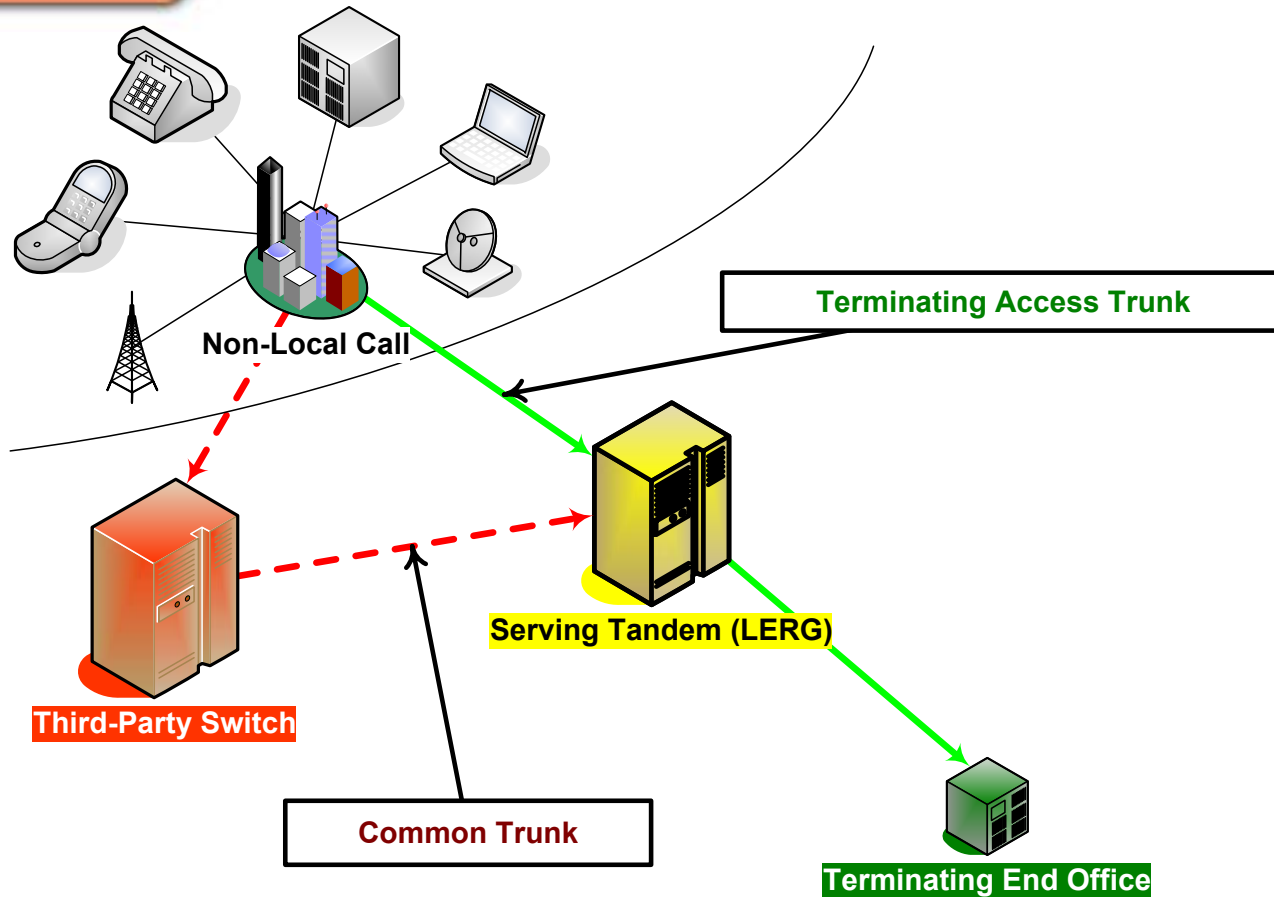 Non-Local Call
Terminating Access Trunk
Serving Tandem (LERG)
Third-Party Switch
Common Trunk
Terminating End Office